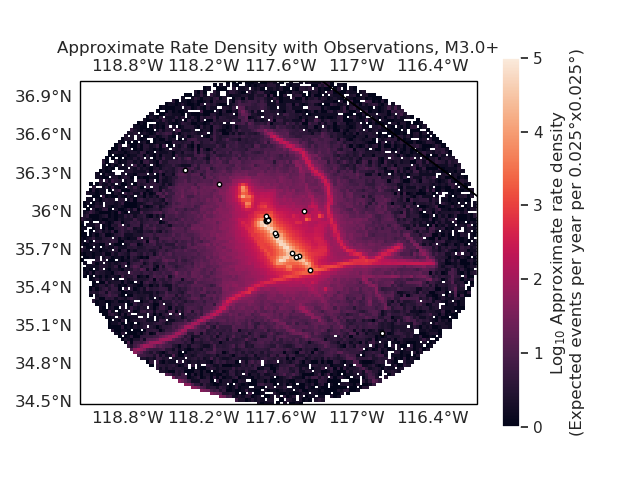 Approximate Rate Density with Observations, M3.0+
118.8°W 118.2°W 117.6°W 117°W 116.4°W
36.9°N
36.6°N
36.3°N
36°N
35.7°N
35.4°N
35.1°N
34.8°N
34.5°N
118.8°W 118.2°W 117.6°W 117°W 116.4°W
5
4
3
2
1
0
Log₁₀ Approximate rate density
(Expected events per year per 0.025°x0.025°)